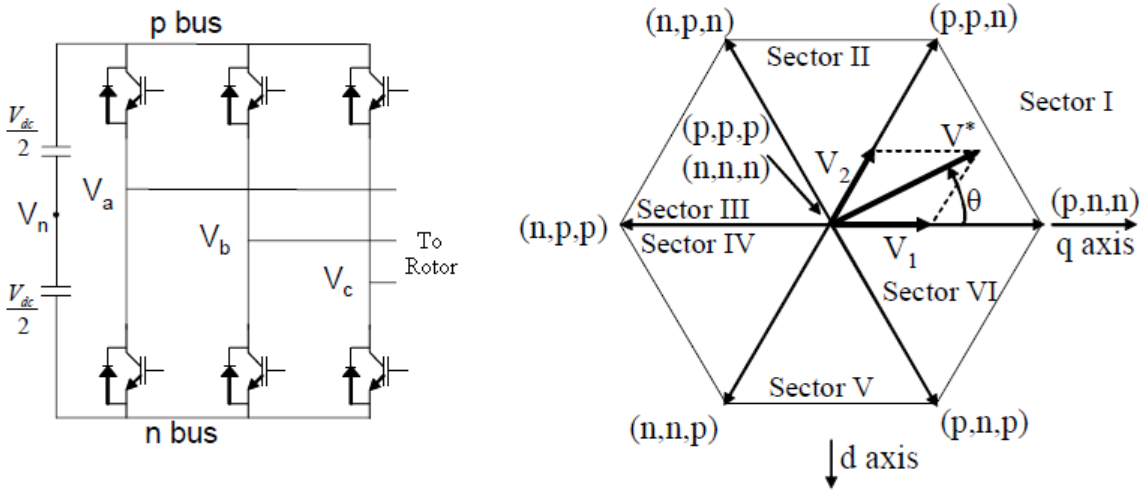 p bus
V_dc/2
V_a
V_n
V_b
To
Rotor
V_c
V_dc/2
n bus
(n,p,n)
(p,p,n)
Sector II
Sector I
(p,p,p)
(n,n,n)
V_2
V*
θ
(n,p,p)
Sector III
Sector IV
V_1
(p,n,n)
q axis
Sector VI
Sector V
(n,n,p)
(p,n,p)
d axis